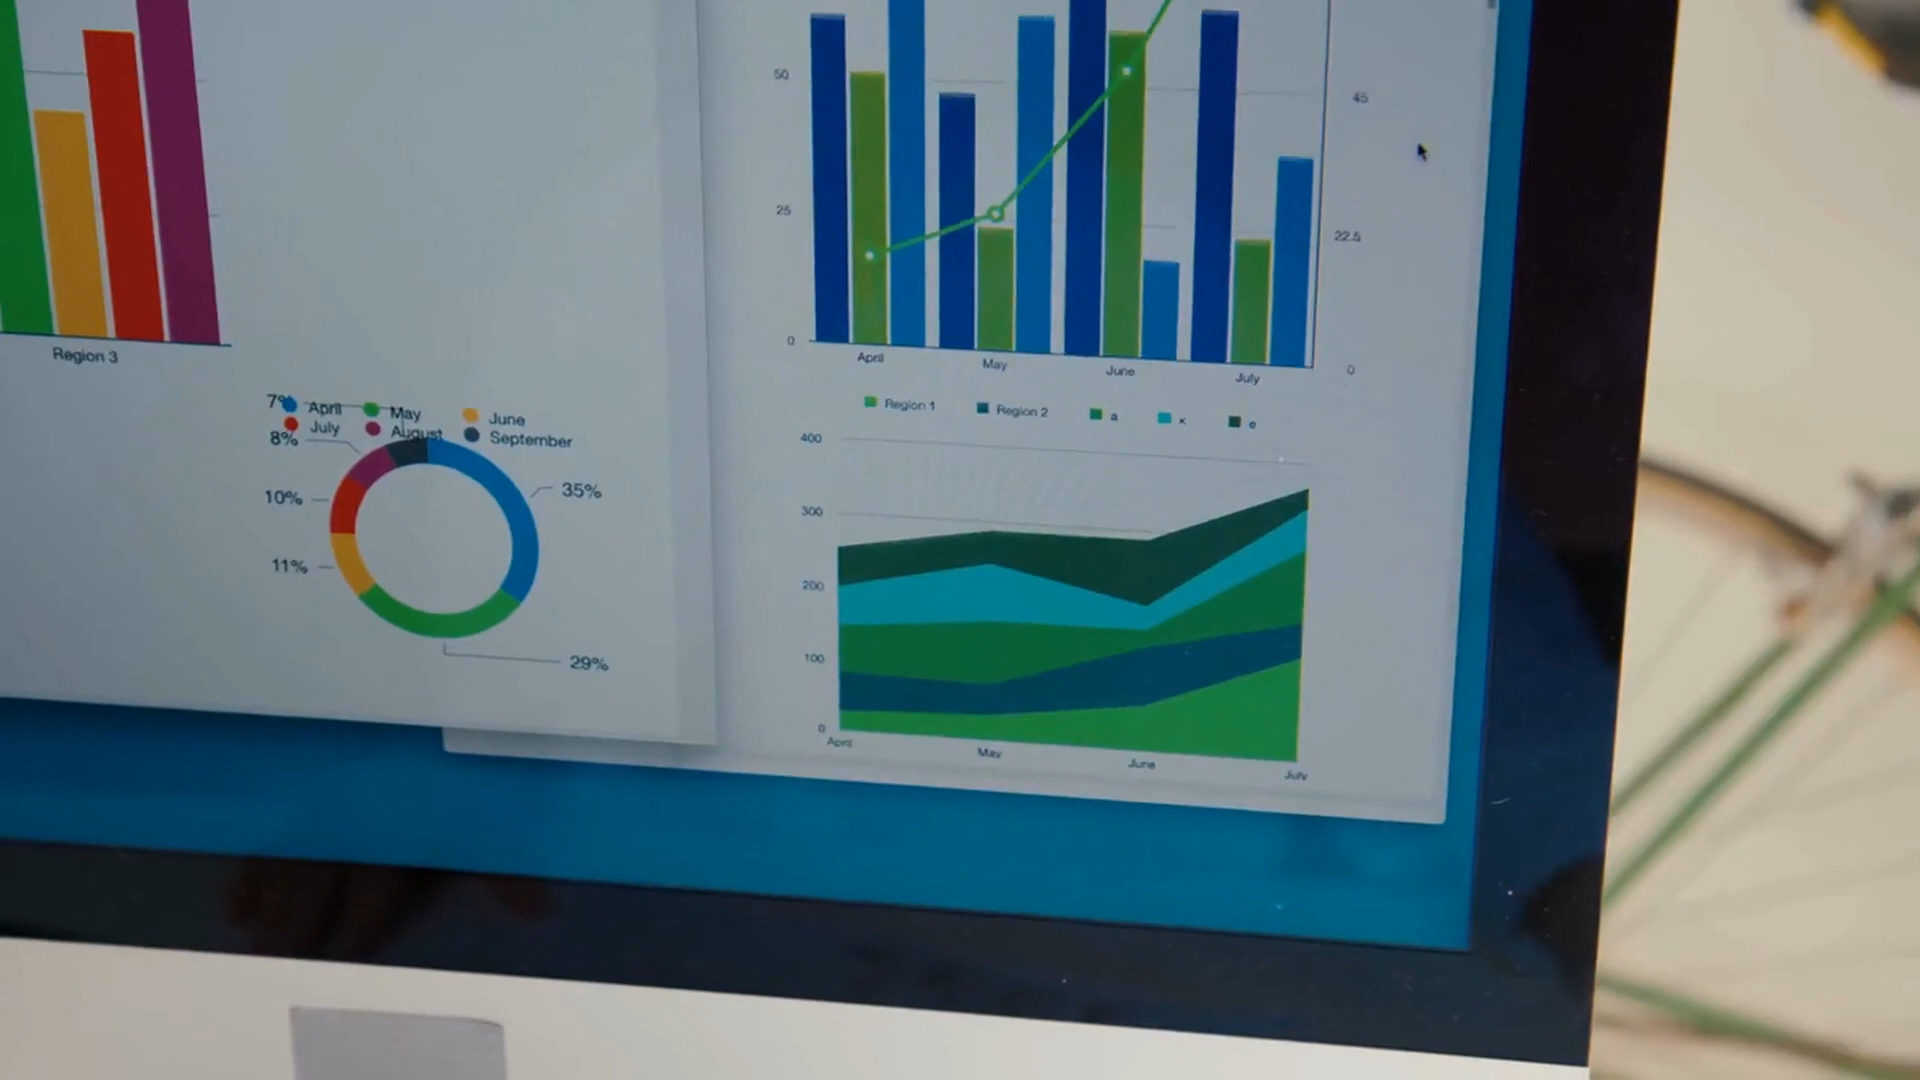 Region 3
7% April May June
July August September
8%
10%
11%
35%
29%
50
25
0
45
22.5
0
April May June July
Region 1 Region 2 a x e
400
300
200
100
0
April May June July